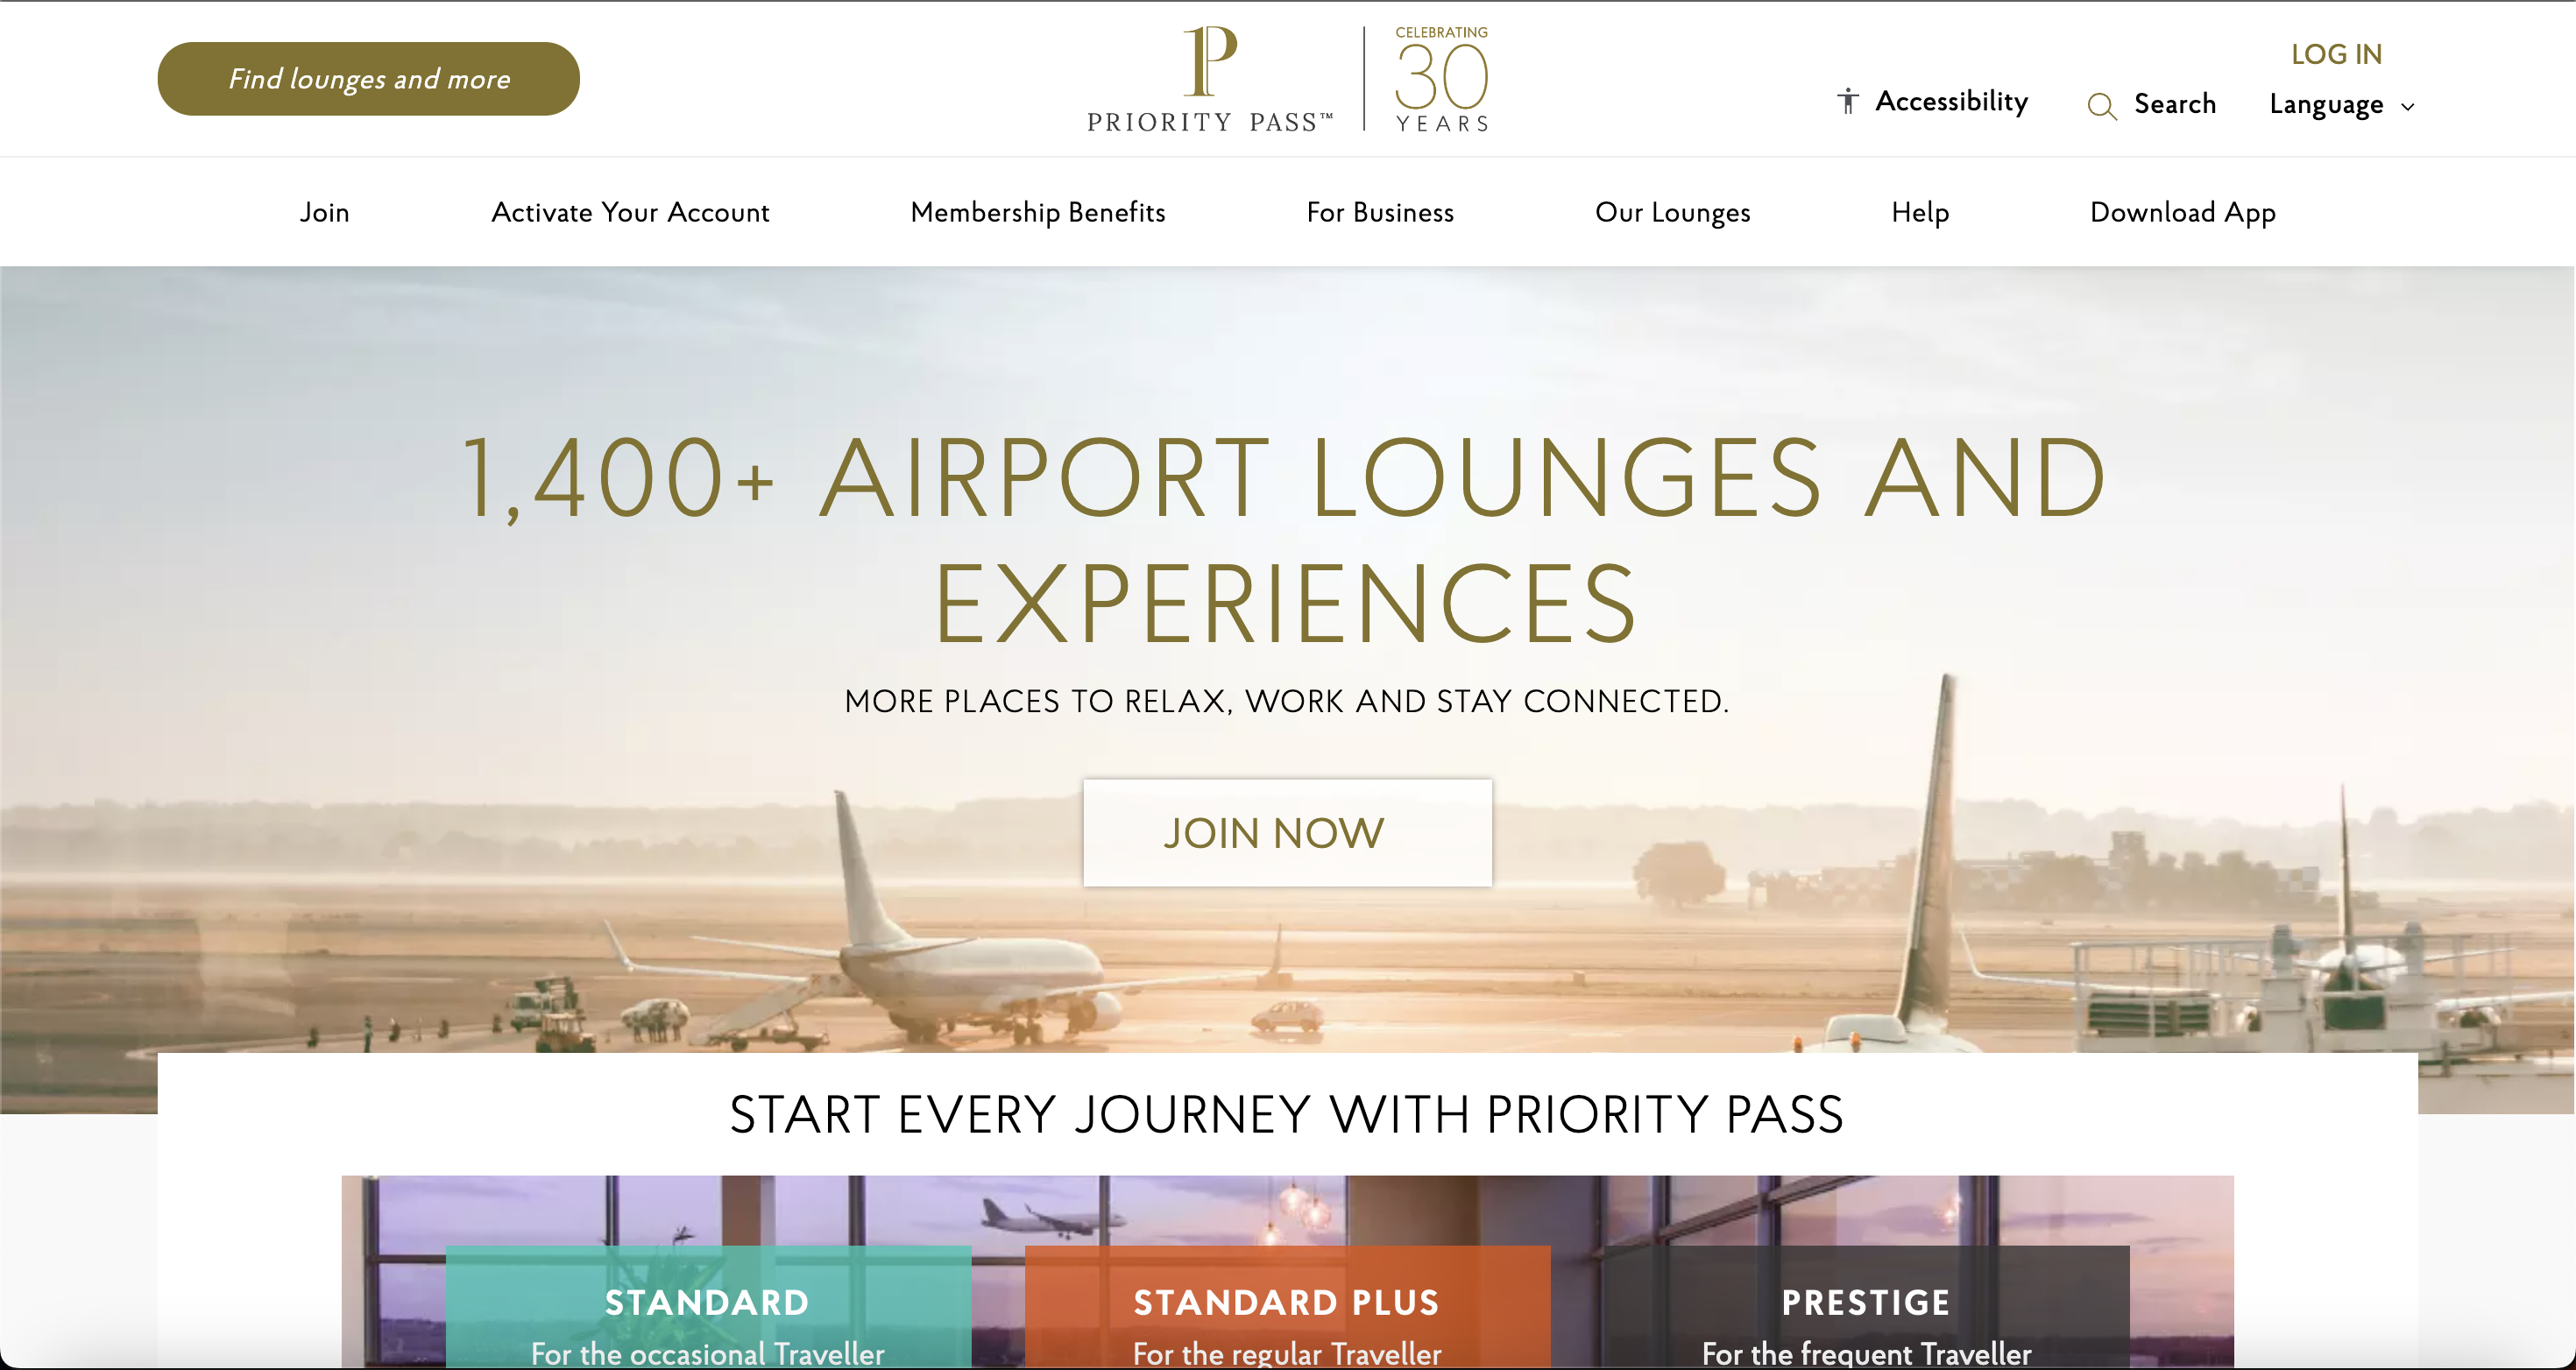 Find lounges and more
P
PRIORITY PASS™
CELEBRATING
30
YEARS
LOG IN
Accessibility
Search
Language
Join
Activate Your Account
Membership Benefits
For Business
Our Lounges
Help
Download App
1,400+ AIRPORT LOUNGES AND
EXPERIENCES
MORE PLACES TO RELAX, WORK AND STAY CONNECTED.
JOIN NOW
START EVERY JOURNEY WITH PRIORITY PASS
STANDARD
For the occasional Traveller
STANDARD PLUS
For the regular Traveller
PRESTIGE
For the frequent Traveller